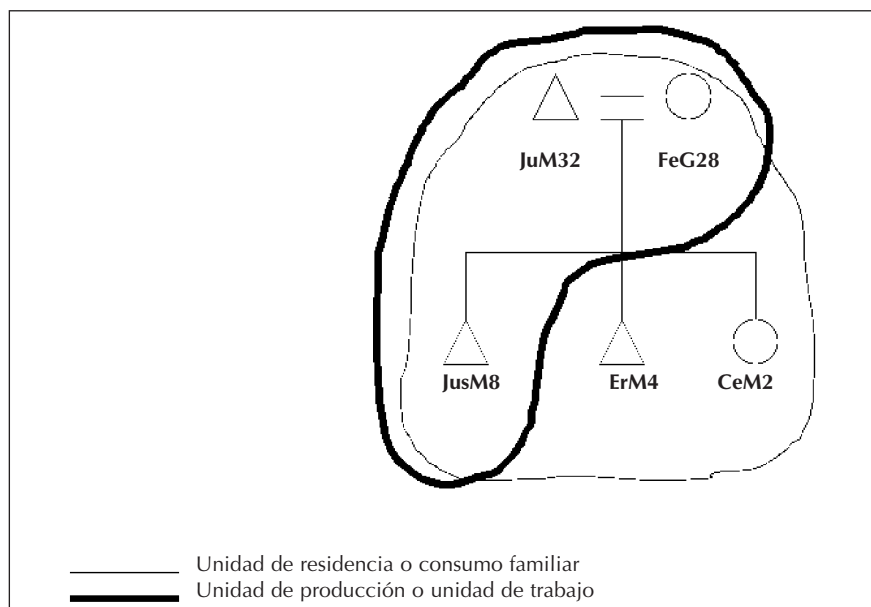 JuM32 FeG28
JusM8 ErM4 CeM2
Unidad de residencia o consumo familiar
Unidad de producción o unidad de trabajo